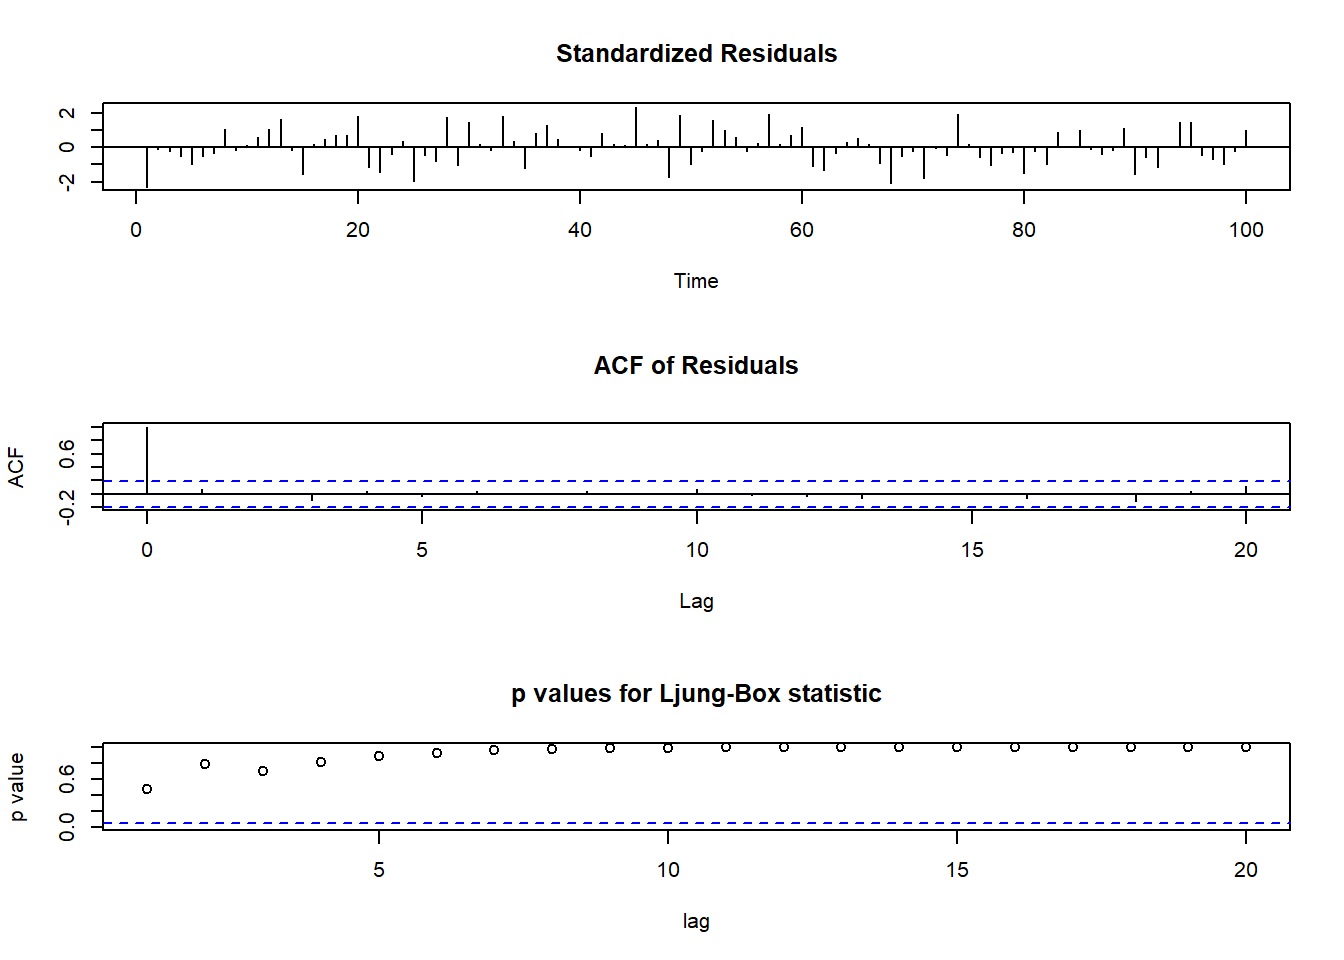 Standardized Residuals
2
0
-2
0 20 40 60 80 100
Time
ACF of Residuals
ACF
0.6
-0.2
0 5 10 15 20
Lag
p values for Ljung-Box statistic
p value
0.6
0.0
5 10 15 20
lag